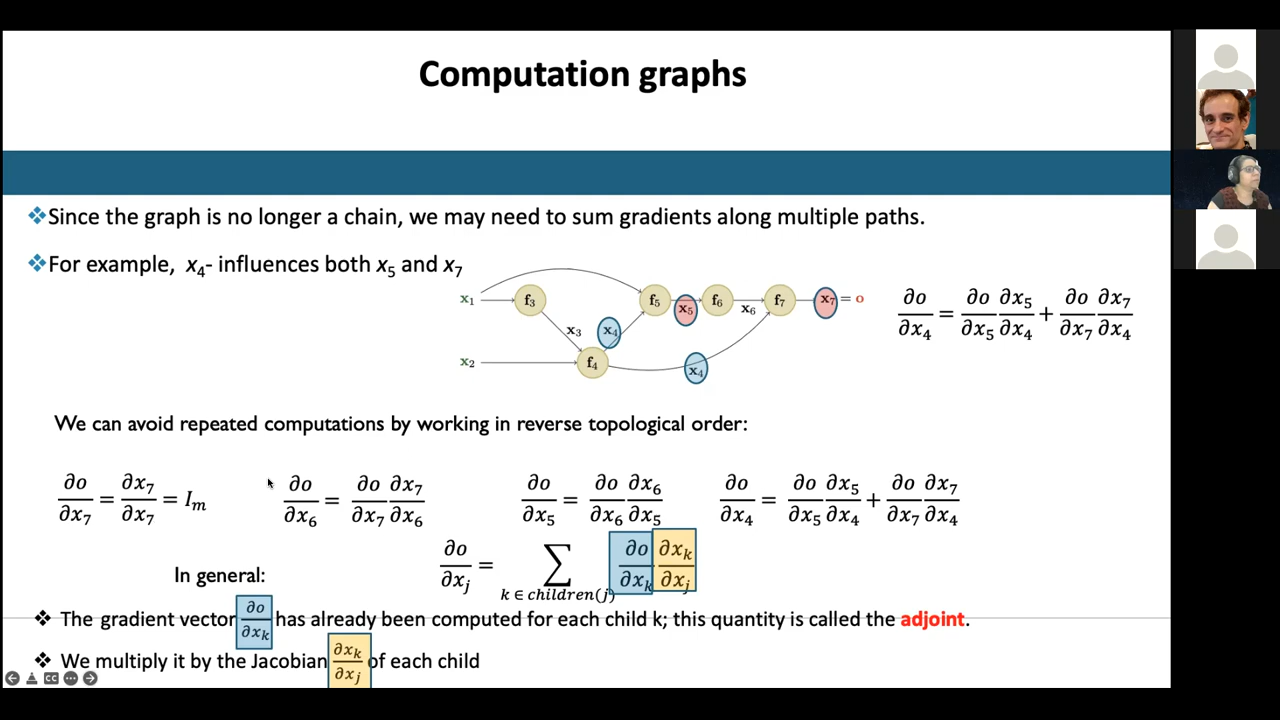 Computation graphs
❖Since the graph is no longer a chain, we may need to sum gradients along multiple paths.
❖For example, x₄- influences both x₅ and x₇
x₁ f₃ f₅ x₅ f₆ x₆ f₇ x₇ = o
x₃ x₄
x₂ f₄ x₄
∂o/∂x₄ = ∂o/∂x₅ ∂x₅/∂x₄ + ∂o/∂x₇ ∂x₇/∂x₄
We can avoid repeated computations by working in reverse topological order:
∂o/∂x₇ = ∂x₇/∂x₇ = Iₘ
∂o/∂x₆ = ∂o/∂x₇ ∂x₇/∂x₆
∂o/∂x₅ = ∂o/∂x₆ ∂x₆/∂x₅
∂o/∂x₄ = ∂o/∂x₅ ∂x₅/∂x₄ + ∂o/∂x₇ ∂x₇/∂x₄
In general:
∂o/∂xⱼ = ∑ k ∈ children(j) ∂o/∂xₖ ∂xₖ/∂xⱼ
❖ The gradient vector ∂o/∂xₖ has already been computed for each child k; this quantity is called the adjoint.
❖ We multiply it by the Jacobian ∂xₖ/∂xⱼ of each child
CC